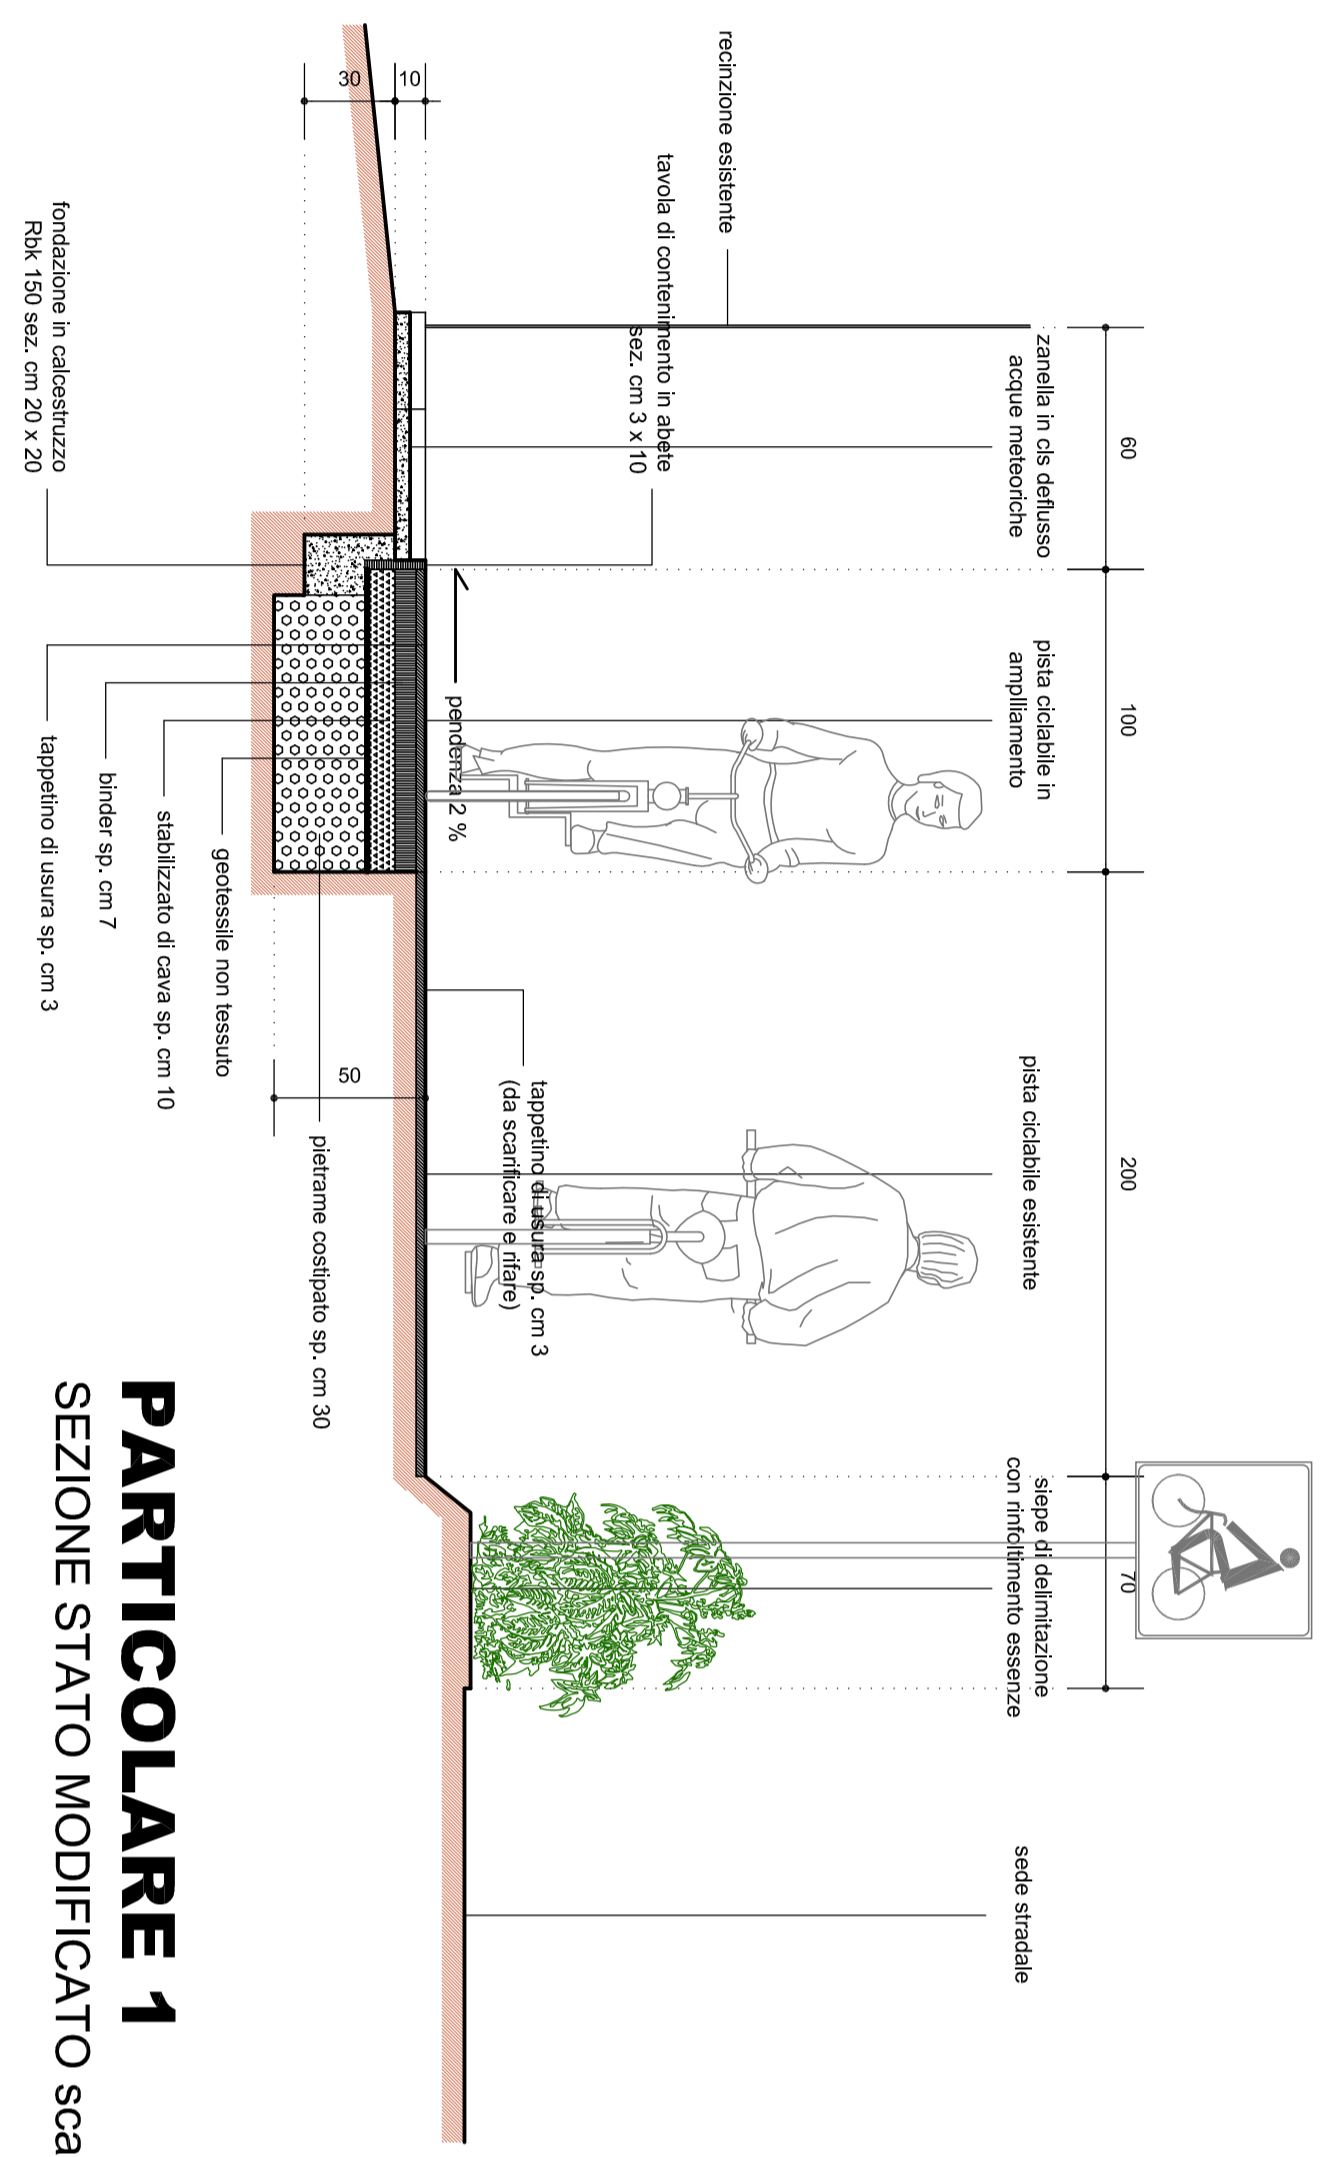 recinzione esistente
zanella in cls deflusso
acque meteoriche
pista ciclabile in
amplliamento
pista ciclabile esistente
siepe di delimitazione
con rinfoltimento essenze
sede stradale
60
100
200
70
tavola di contenimento in abete
sez. cm 3 x 10
pendenza 2 %
tappetino di usura sp. cm 3
(da scarificare e rifare)
10
30
50
fondazione in calcestruzzo
Rbk 150 sez. cm 20 x 20
pietrame costipato sp. cm 30
geotessile non tessuto
stabilizzato di cava sp. cm 10
binder sp. cm 7
tappetino di usura sp. cm 3
PARTICOLARE 1
SEZIONE STATO MODIFICATO sca